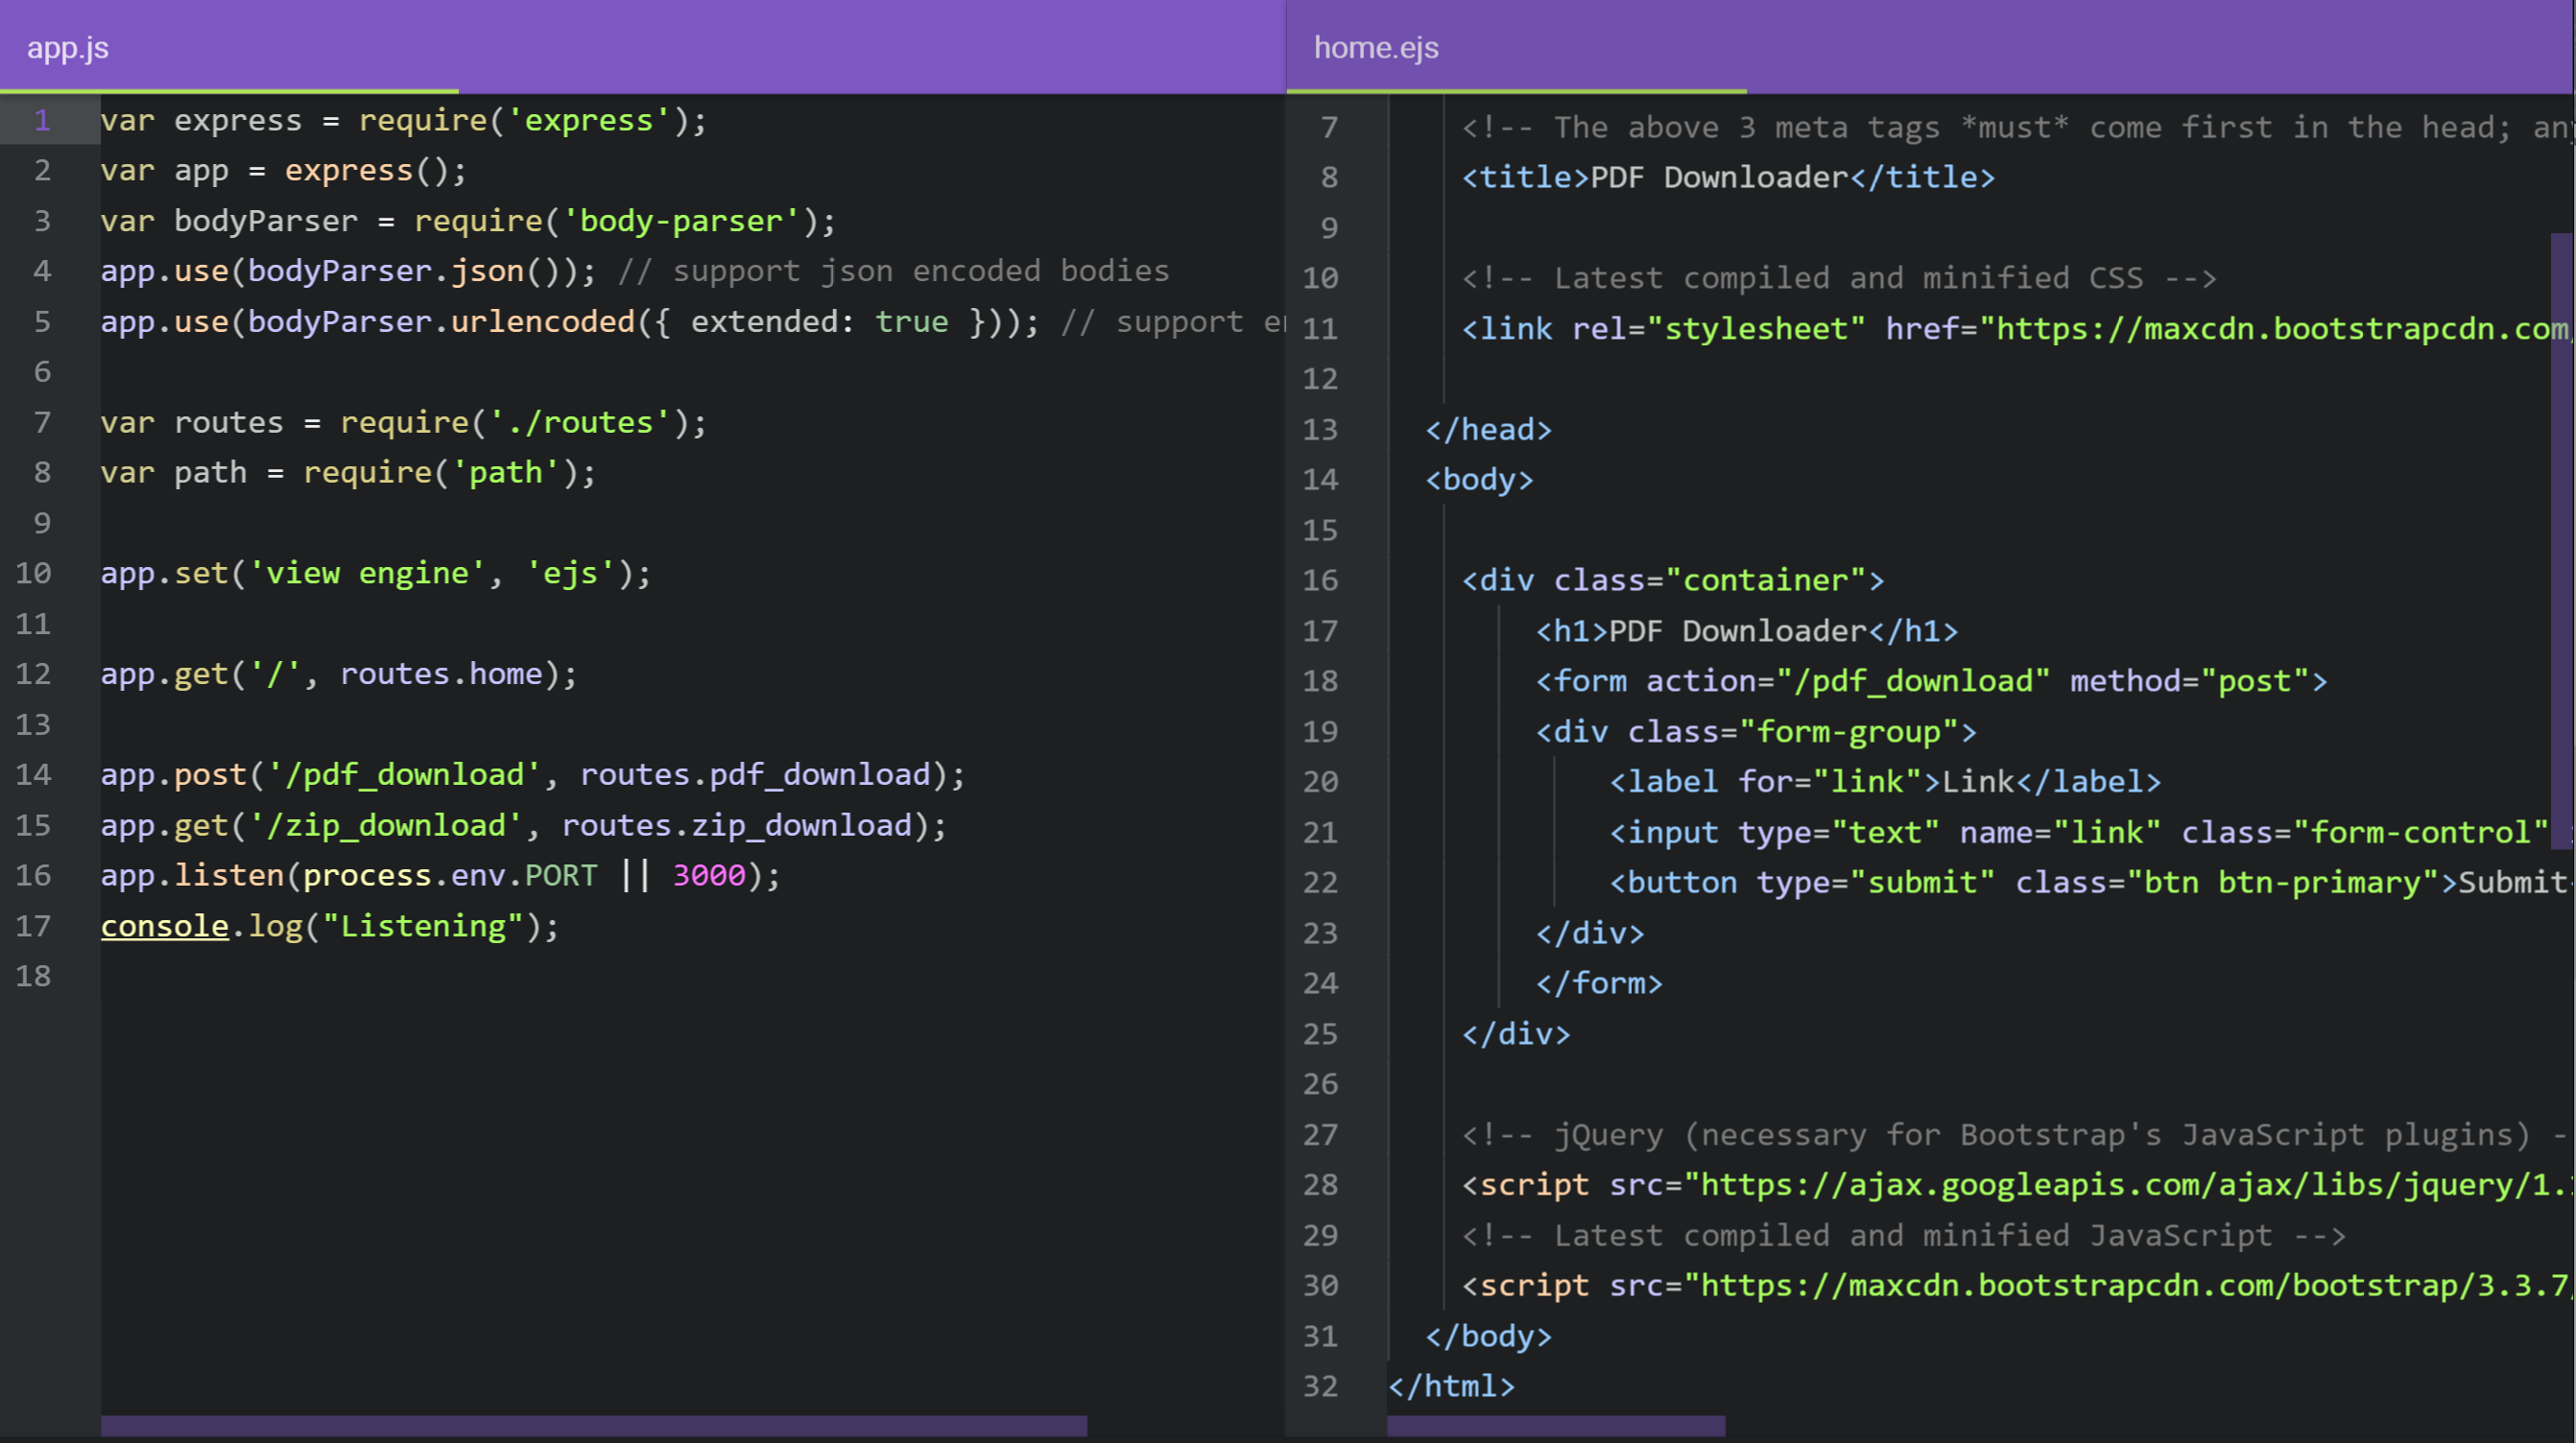 app.js
1 var express = require('express');
2 var app = express();
3 var bodyParser = require('body-parser');
4 app.use(bodyParser.json()); // support json encoded bodies
5 app.use(bodyParser.urlencoded({ extended: true })); // support
6
7 var routes = require('./routes');
8 var path = require('path');
9
10 app.set('view engine', 'ejs');
11
12 app.get('/', routes.home);
13
14 app.post('/pdf_download', routes.pdf_download);
15 app.get('/zip_download', routes.zip_download);
16 app.listen(process.env.PORT || 3000);
17 console.log("Listening");
18
home.ejs
7 <!-- The above 3 meta tags *must* come first in the head;
8 <title>PDF Downloader</title>
9
10 <!-- Latest compiled and minified CSS -->
11 <link rel="stylesheet" href="https://maxcdn.bootstrapcdn.com
12
13 </head>
14 <body>
15
16 <div class="container">
17 <h1>PDF Downloader</h1>
18 <form action="/pdf_download" method="post">
19 <div class="form-group">
20 <label for="link">Link</label>
21 <input type="text" name="link" class="form-control"
22 <button type="submit" class="btn btn-primary">Submit
23 </div>
24 </form>
25 </div>
26
27 <!-- jQuery (necessary for Bootstrap's JavaScript plugins) -
28 <script src="https://ajax.googleapis.com/ajax/libs/jquery/1.
29 <!-- Latest compiled and minified JavaScript -->
30 <script src="https://maxcdn.bootstrapcdn.com/bootstrap/3.3.7
31 </body>
32 </html>